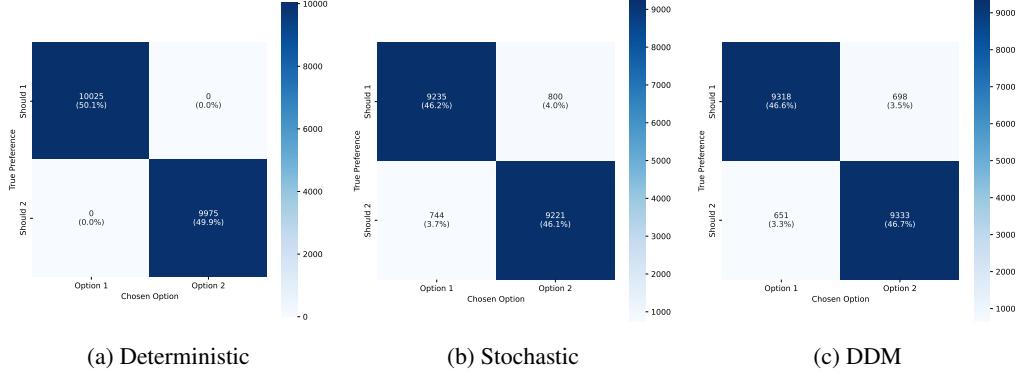 10000
8000
6000
4000
2000
0
True Preference
Should 1
Should 2
10025
(50.1%)
0
(0.0%)
0
(0.0%)
9975
(49.9%)
Option 1
Option 2
Chosen Option
(a) Deterministic
9000
8000
7000
6000
5000
4000
3000
2000
1000
True Preference
Should 1
Should 2
9235
(46.2%)
800
(4.0%)
744
(3.7%)
9221
(46.1%)
Option 1
Option 2
Chosen Option
(b) Stochastic
9000
8000
7000
6000
5000
4000
3000
2000
1000
True Preference
Should 1
Should 2
9318
(46.6%)
698
(3.5%)
651
(3.3%)
9333
(46.7%)
Option 1
Option 2
Chosen Option
(c) DDM